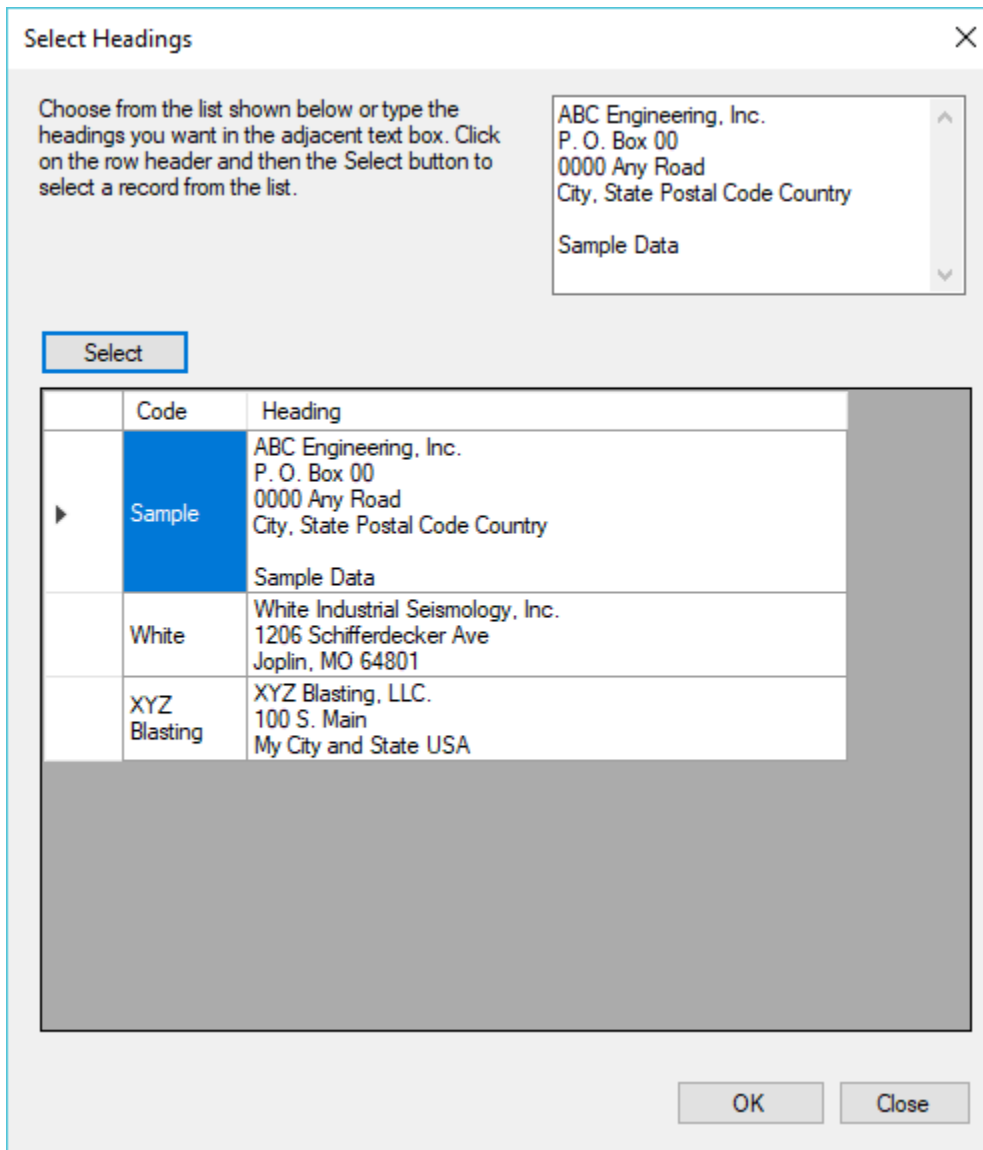 Select Headings
Choose from the list shown below or type the
headings you want in the adjacent text box. Click
on the row header and then the Select button to
select a record from the list.
ABC Engineering, Inc.
P. O. Box 00
0000 Any Road
City, State Postal Code Country
Sample Data
Select
Code Heading
Sample
ABC Engineering, Inc.
P. O. Box 00
0000 Any Road
City, State Postal Code Country
Sample Data
White
White Industrial Seismology, Inc.
1206 Schifferdecker Ave
Joplin, MO 64801
XYZ
Blasting
XYZ Blasting, LLC.
100 S. Main
My City and State USA
OK Close